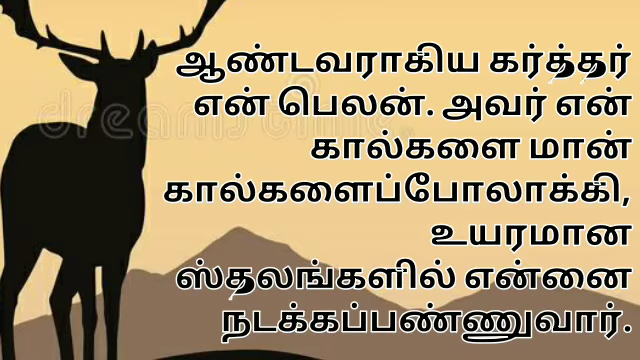 ஆண்டவராகிய கர்த்தர்
என் பெலன். அவர் என்
கால்களை மான்
கால்களைப்போலாக்கி,
உயரமான
ஸ்தலங்களில் என்னை
நடக்கப்பண்ணுவார்.